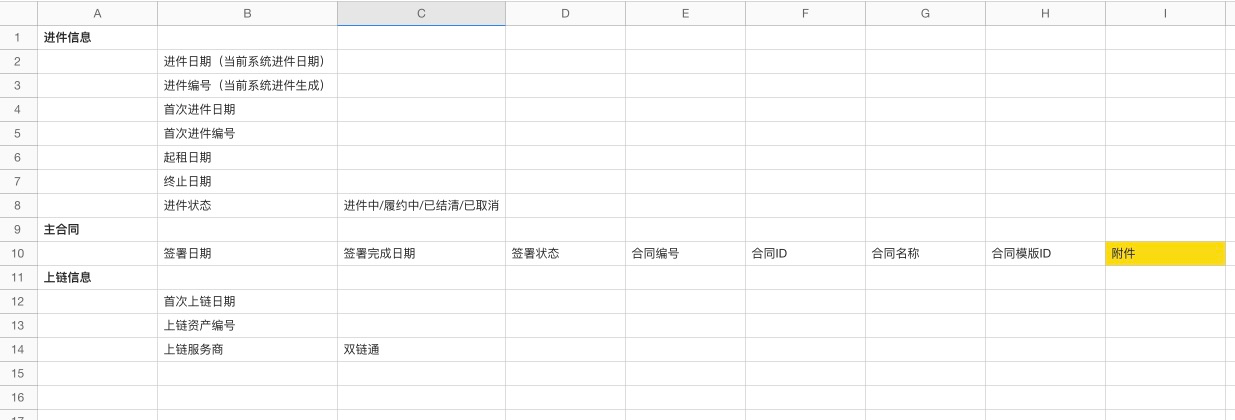 A B C D E F G H I
1 进件信息
2 进件日期（当前系统进件日期）
3 进件编号（当前系统进件生成）
4 首次进件日期
5 首次进件编号
6 起租日期
7 终止日期
8 进件状态 进件中/履约中/已结清/已取消
9 主合同
10 签署日期 签署完成日期 签署状态 合同编号 合同ID 合同名称 合同模版ID 附件
11 上链信息
12 首次上链日期
13 上链资产编号
14 上链服务商 双链通
15
16
17